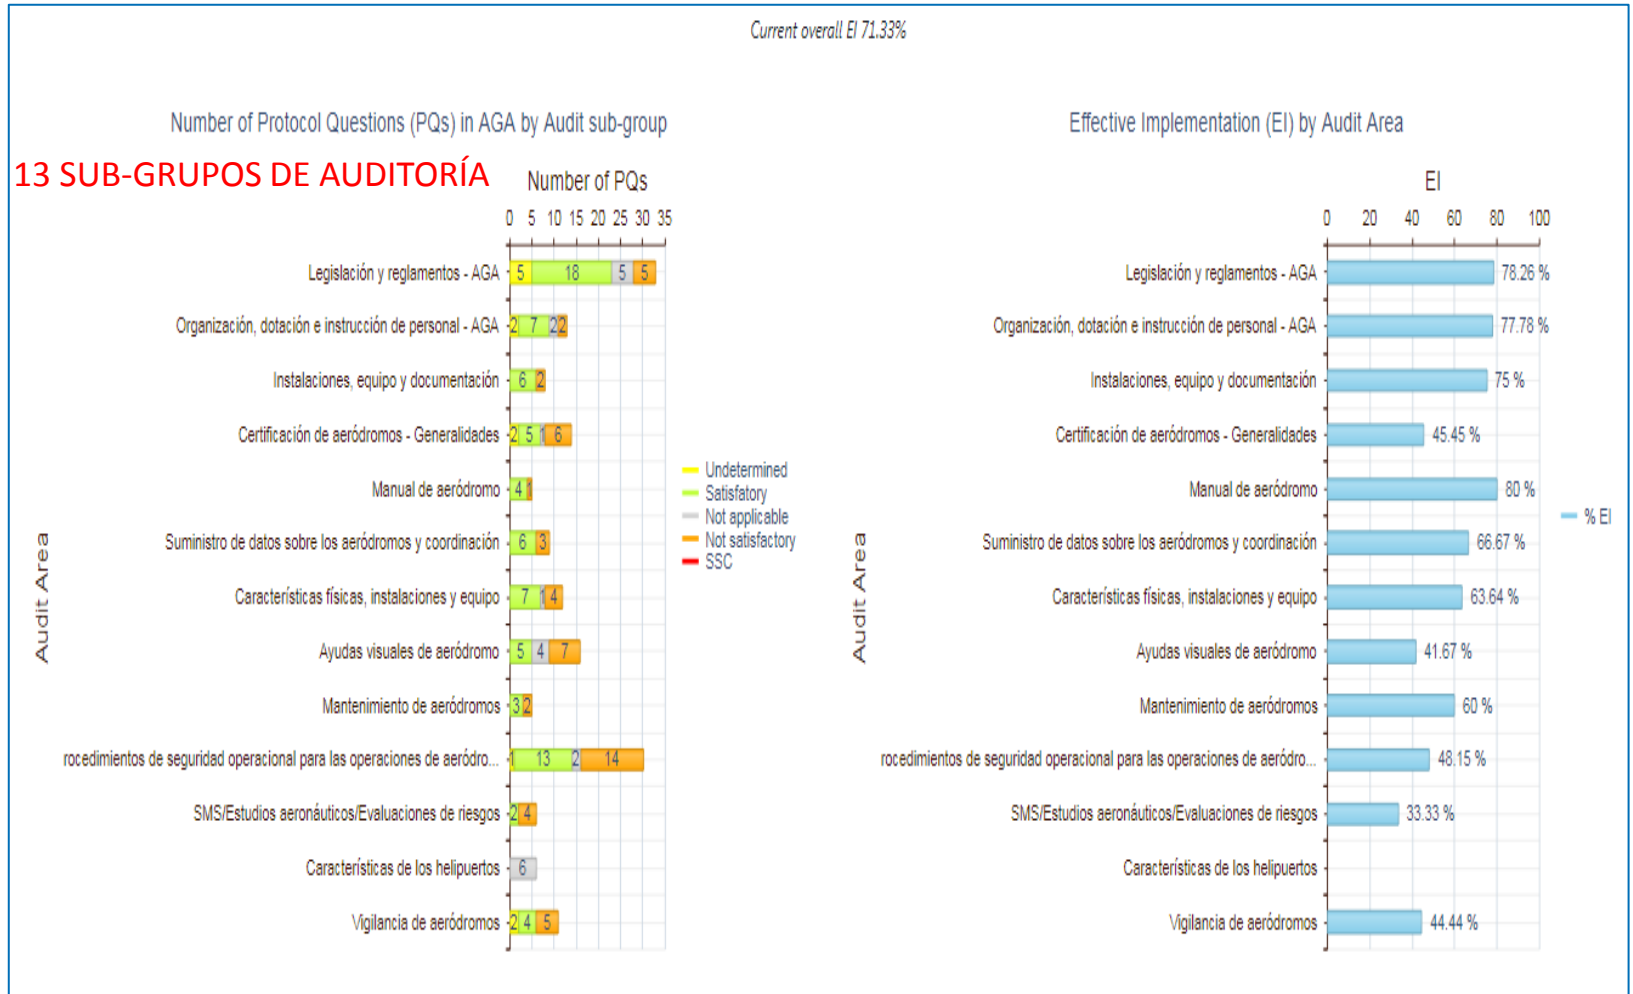 Current overall EI 71.33%
Number of Protocol Questions (PQs) in AGA by Audit sub-group
13 SUB-GRUPOS DE AUDITORÍA
Number of PQs
0 5 10 15 20 25 30 35
Audit Area
Legislación y reglamentos - AGA 5 18 5 5
Organización, dotación e instrucción de personal - AGA 2 7 2 2
Instalaciones, equipo y documentación 6 2
Certificación de aeródromos - Generalidades 2 5 1 6
Manual de aeródromo 4 1
Suministro de datos sobre los aeródromos y coordinación 6 3
Características físicas, instalaciones y equipo 7 1 4
Ayudas visuales de aeródromo 5 4 7
Mantenimiento de aeródromos 3 2
rocedimientos de seguridad operacional para las operaciones de aeródro... 1 13 2 14
SMS/Estudios aeronáuticos/Evaluaciones de riesgos 2 4
Características de los helipuertos 6
Vigilancia de aeródromos 2 4 5
Undetermined
Satisfatory
Not applicable
Not satisfactory
SSC
Effective Implementation (EI) by Audit Area
EI
0 20 40 60 80 100
Audit Area
Legislación y reglamentos - AGA 78.26 %
Organización, dotación e instrucción de personal - AGA 77.78 %
Instalaciones, equipo y documentación 75 %
Certificación de aeródromos - Generalidades 45.45 %
Manual de aeródromo 80 %
Suministro de datos sobre los aeródromos y coordinación 66.67 %
Características físicas, instalaciones y equipo 63.64 %
Ayudas visuales de aeródromo 41.67 %
Mantenimiento de aeródromos 60 %
rocedimientos de seguridad operacional para las operaciones de aeródro... 48.15 %
SMS/Estudios aeronáuticos/Evaluaciones de riesgos 33.33 %
Características de los helipuertos
Vigilancia de aeródromos 44.44 %
% EI